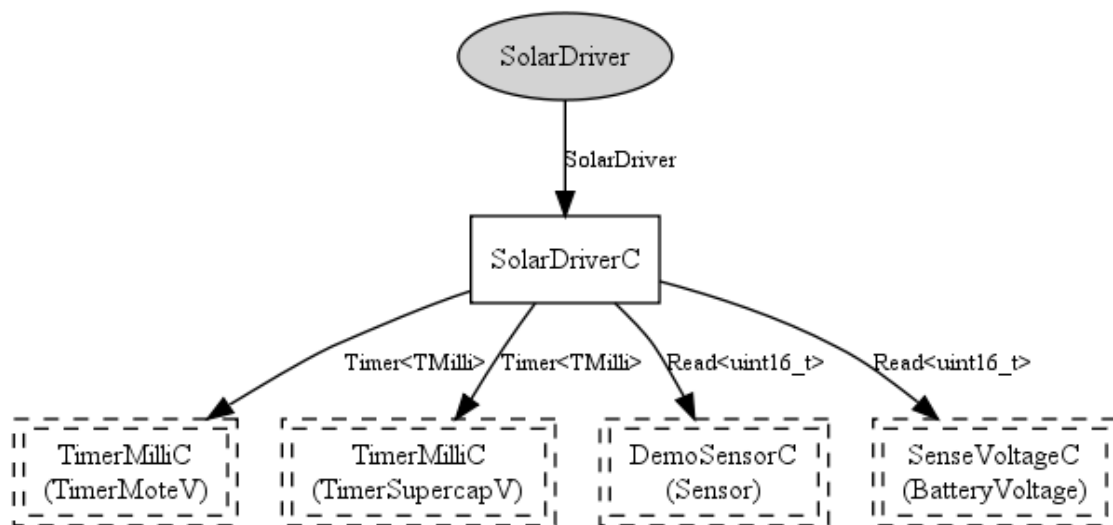 SolarDriver
SolarDriver
SolarDriverC
Timer<TMilli>
Timer<TMilli>
Read<uint16_t>
Read<uint16_t>
TimerMilliC
(TimerMoteV)
TimerMilliC
(TimerSupercapV)
DemoSensorC
(Sensor)
SenseVoltageC
(BatteryVoltage)